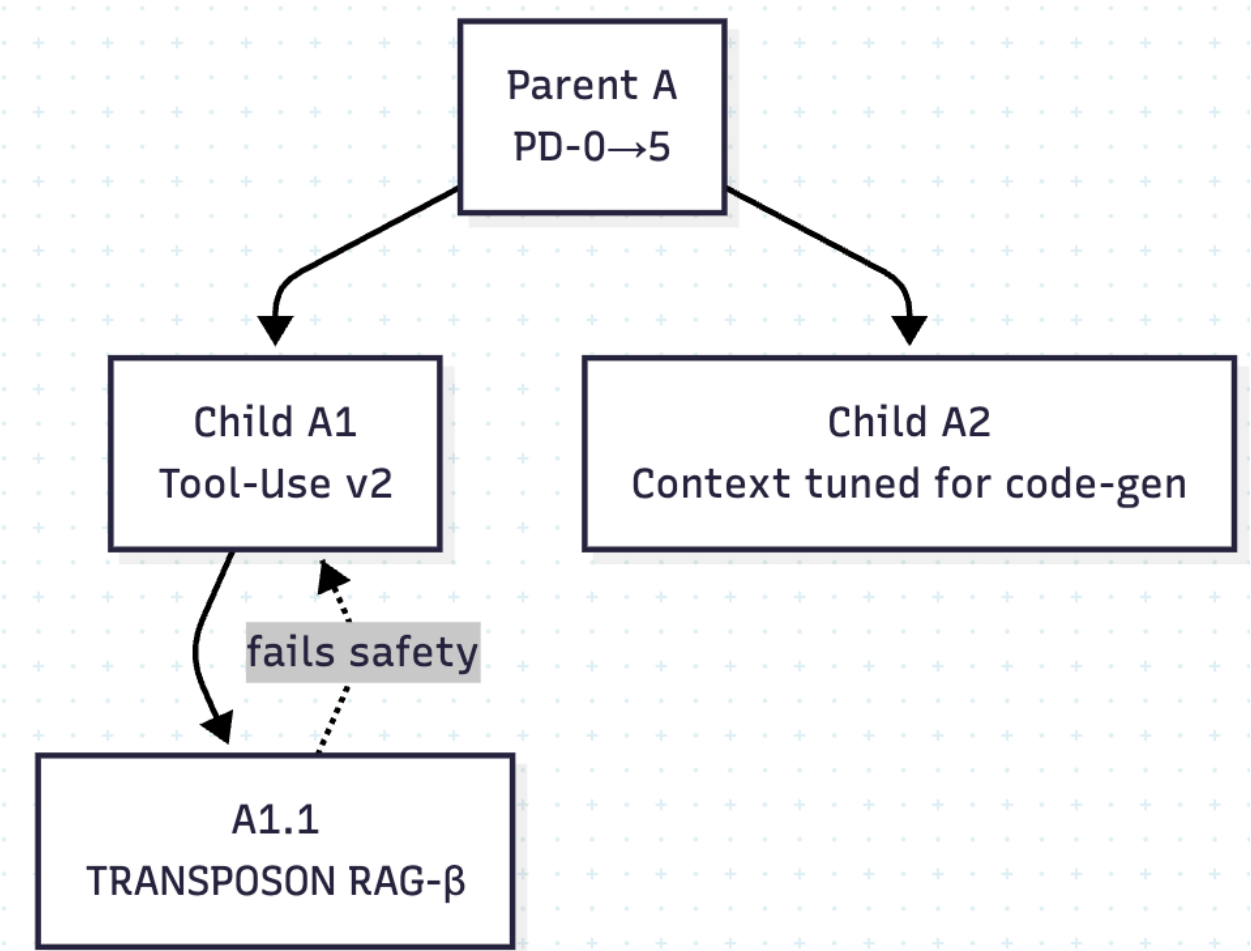 Parent A
PD-0→5
Child A1
Tool-Use v2
Child A2
Context tuned for code-gen
fails safety
A1.1
TRANSPOSON RAG-β